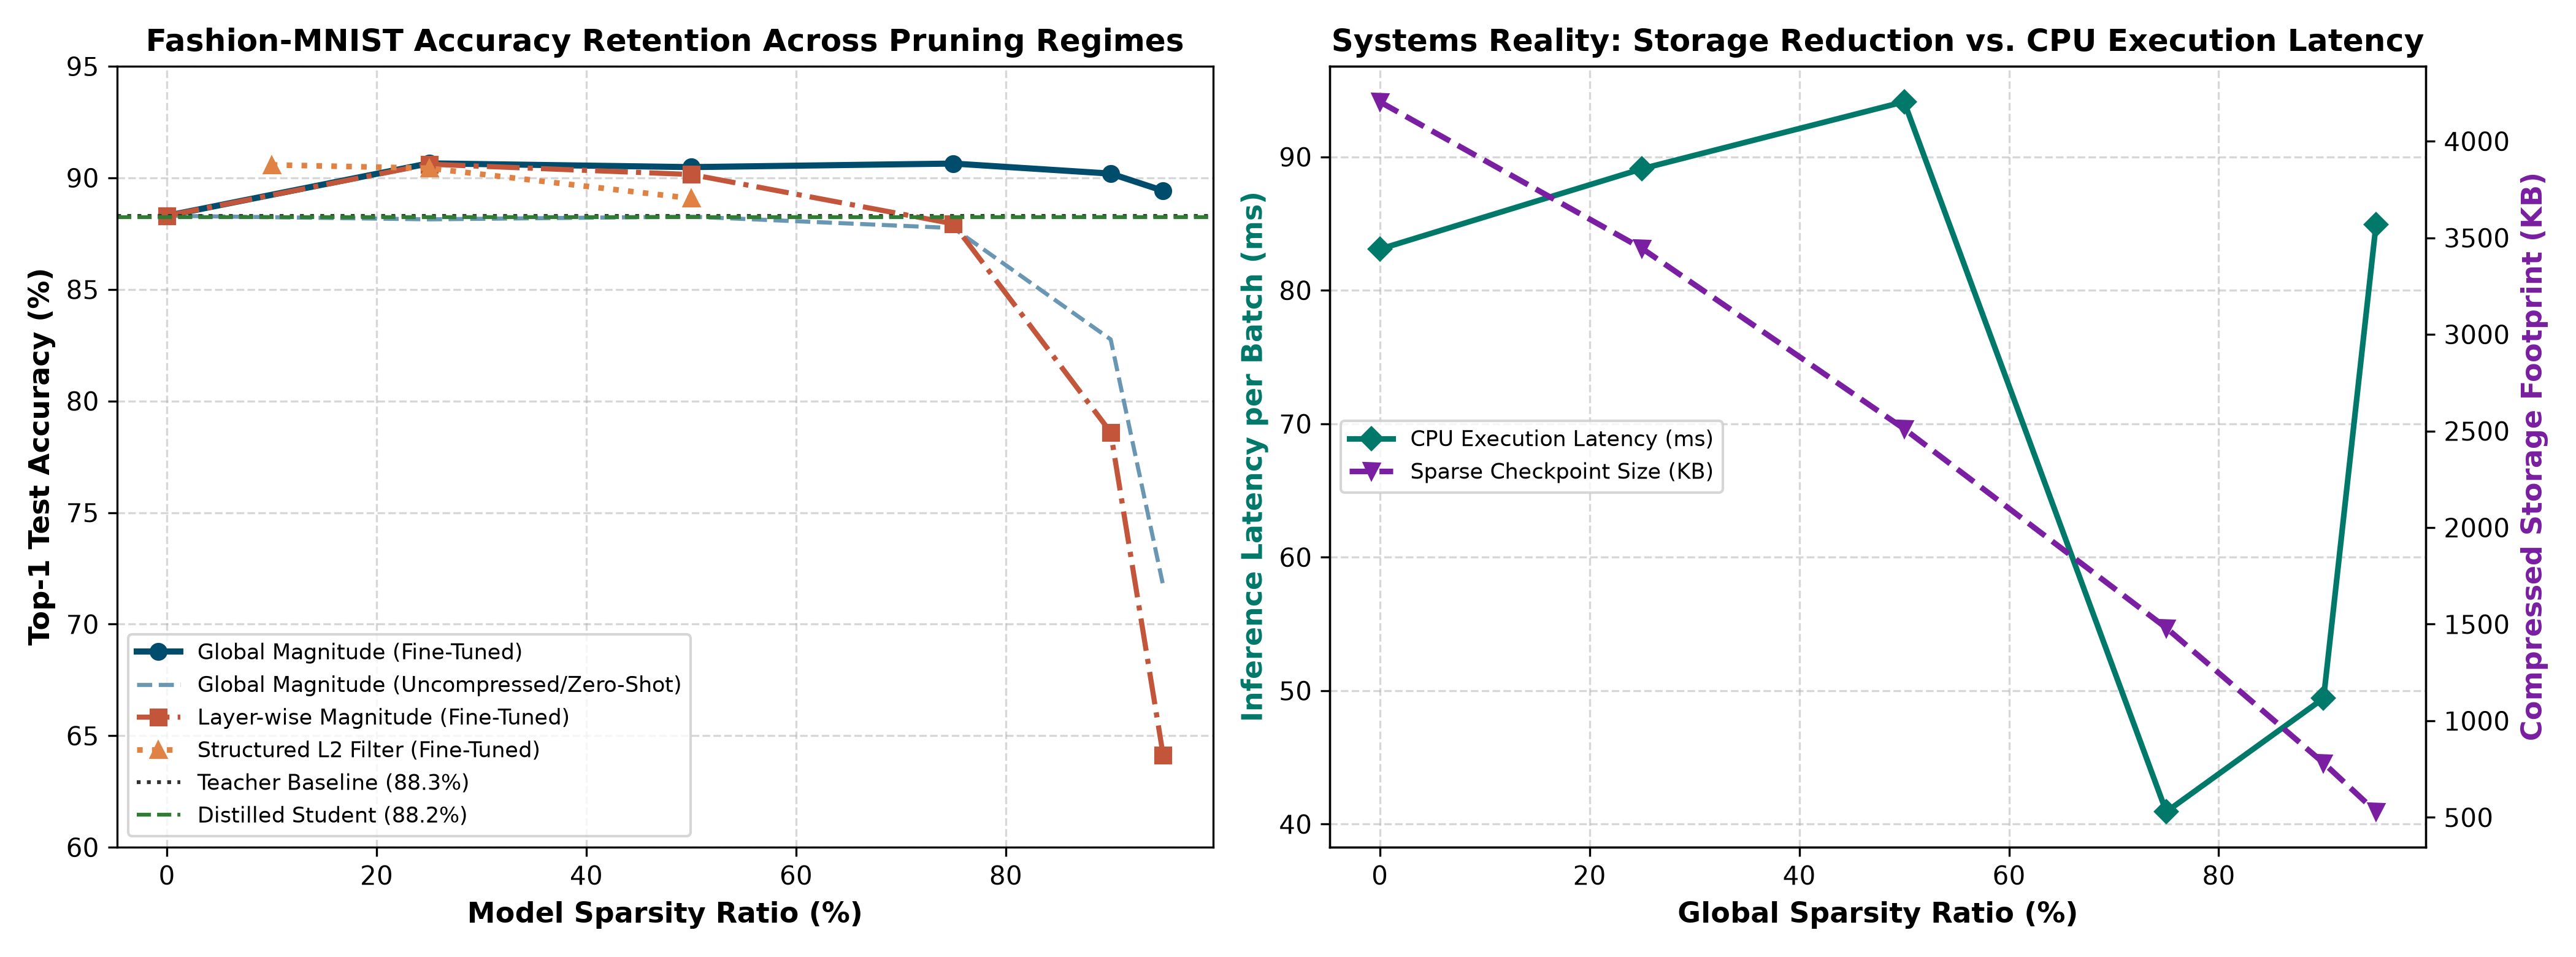 Fashion-MNIST Accuracy Retention Across Pruning Regimes
95
90
85
80
75
70
65
60
Top-1 Test Accuracy (%)
0
20
40
60
80
Model Sparsity Ratio (%)
Global Magnitude (Fine-Tuned)
Global Magnitude (Uncompressed/Zero-Shot)
Layer-wise Magnitude (Fine-Tuned)
Structured L2 Filter (Fine-Tuned)
Teacher Baseline (88.3%)
Distilled Student (88.2%)
Systems Reality: Storage Reduction vs. CPU Execution Latency
Inference Latency per Batch (ms)
90
80
70
60
50
40
CPU Execution Latency (ms)
Sparse Checkpoint Size (KB)
0
20
40
60
80
Global Sparsity Ratio (%)
4000
3500
3000
2500
2000
1500
1000
500
Compressed Storage Footprint (KB)